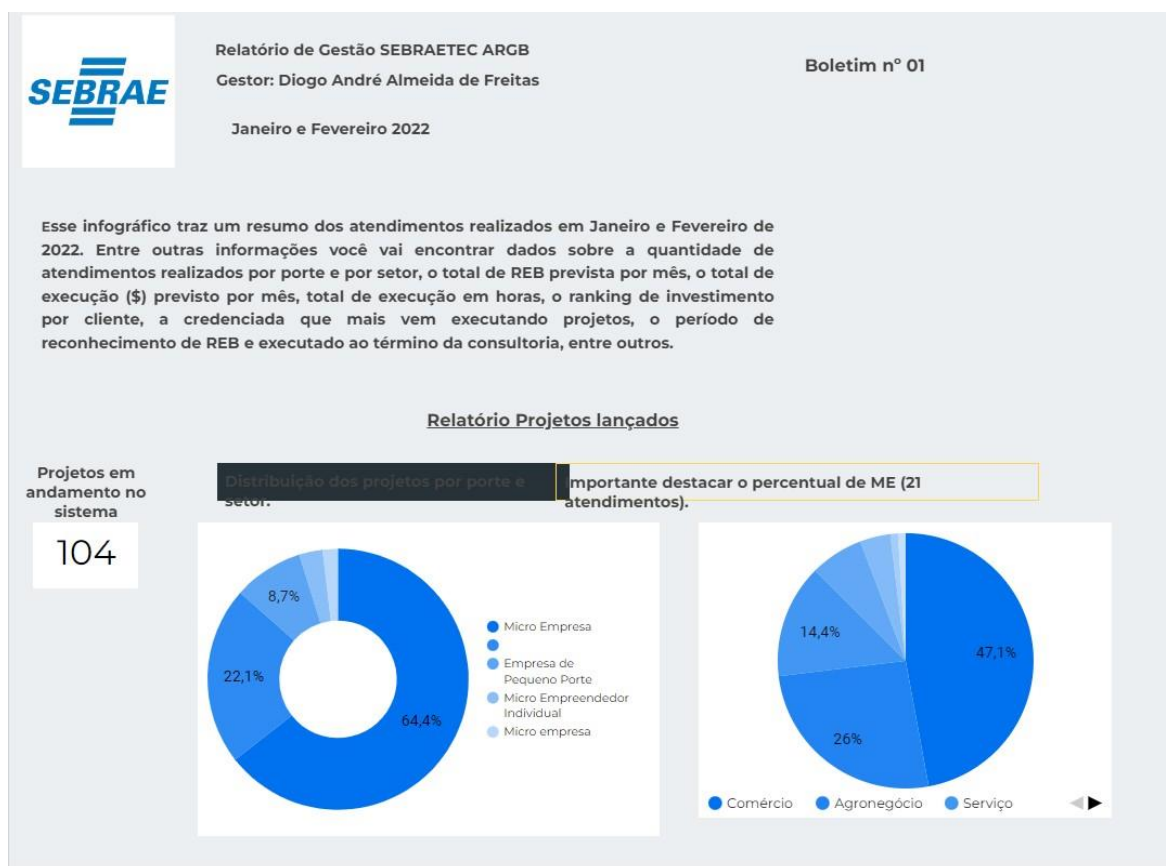 SEBRAE
Relatório de Gestão SEBRAETEC ARGB
Gestor: Diogo André Almeida de Freitas
Janeiro e Fevereiro 2022
Boletim nº 01
Esse infográfico traz um resumo dos atendimentos realizados em Janeiro e Fevereiro de
2022. Entre outras informações você vai encontrar dados sobre a quantidade de
atendimentos realizados por porte e por setor, o total de REB prevista por mês, o total de
execução ($) previsto por mês, total de execução em horas, o ranking de investimento
por cliente, a credenciada que mais vem executando projetos, o período de
reconhecimento de REB e executado ao término da consultoria, entre outros.
Relatório Projetos lançados
Projetos em
andamento no
sistema
104
Distribuição dos projetos por porte e
setor.
Importante destacar o percentual de ME (21
atendimentos).
8,7%
22,1%
64,4%
Micro Empresa
Empresa de
Pequeno Porte
Micro Empreendedor
Individual
Micro empresa
14,4%
47,1%
26%
Comércio
Agronegócio
Serviço